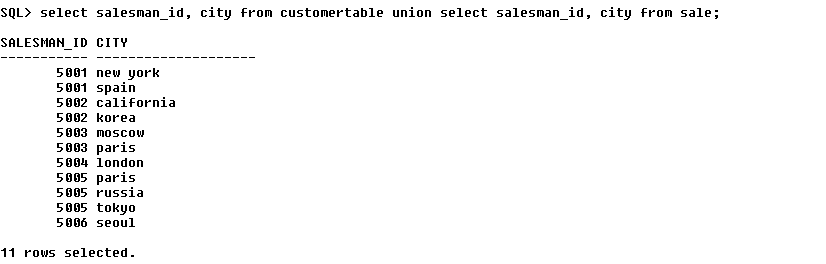 SQL> select salesman_id, city from customertable union select salesman_id, city from sale;
SALESMAN_ID CITY
----------- --------------------
5001 new york
5001 spain
5002 california
5002 korea
5003 moscow
5003 paris
5004 london
5005 paris
5005 russia
5005 tokyo
5006 seoul
11 rows selected.